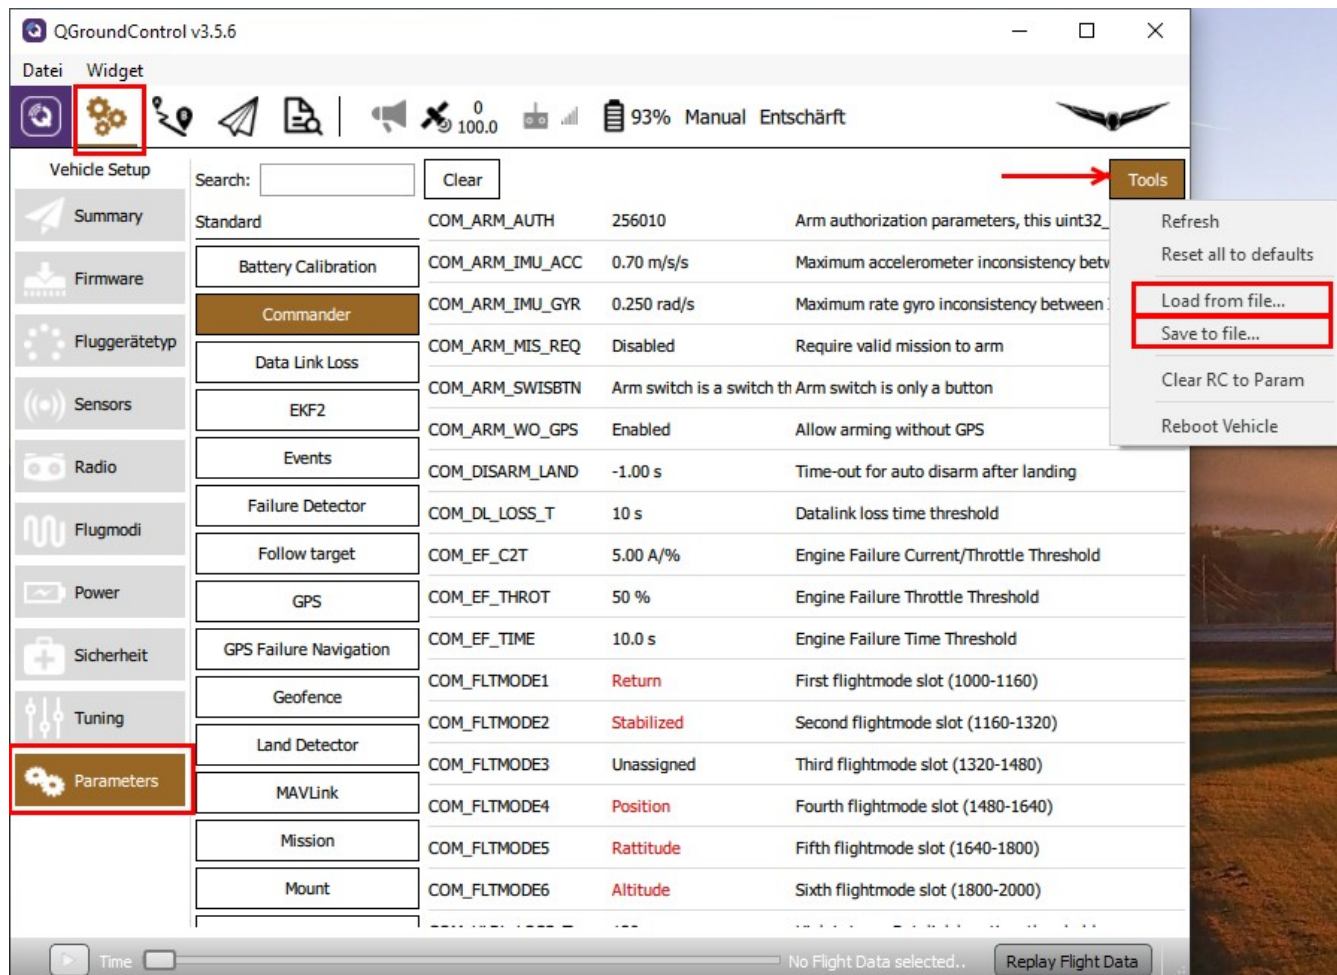 QGroundControl v3.5.6
Datei Widget
0
100.0
93% Manual Entschärft
Vehicle Setup
Summary
Firmware
Fluggerätetyp
Sensors
Radio
Flugmodi
Power
Sicherheit
Tuning
Parameters
Search:
Clear
Tools
Standard
Battery Calibration
Commander
Data Link Loss
EKF2
Events
Failure Detector
Follow target
GPS
GPS Failure Navigation
Geofence
Land Detector
MAVLink
Mission
Mount
COM_ARM_AUTH 256010 Arm authorization parameters, this uint32_
COM_ARM_IMU_ACC 0.70 m/s/s Maximum accelerometer inconsistency betw
COM_ARM_IMU_GYR 0.250 rad/s Maximum rate gyro inconsistency between
COM_ARM_MIS_REQ Disabled Require valid mission to arm
COM_ARM_SWISBTN Arm switch is a switch th Arm switch is only a button
COM_ARM_WO_GPS Enabled Allow arming without GPS
COM_DISARM_LAND -1.00 s Time-out for auto disarm after landing
COM_DL_LOSS_T 10 s Datalink loss time threshold
COM_EF_C2T 5.00 A/% Engine Failure Current/Throttle Threshold
COM_EF_THROT 50 % Engine Failure Throttle Threshold
COM_EF_TIME 10.0 s Engine Failure Time Threshold
COM_FLTMODE1 Return First flightmode slot (1000-1160)
COM_FLTMODE2 Stabilized Second flightmode slot (1160-1320)
COM_FLTMODE3 Unassigned Third flightmode slot (1320-1480)
COM_FLTMODE4 Position Fourth flightmode slot (1480-1640)
COM_FLTMODE5 Rattitude Fifth flightmode slot (1640-1800)
COM_FLTMODE6 Altitude Sixth flightmode slot (1800-2000)
Refresh
Reset all to defaults
Load from file...
Save to file...
Clear RC to Param
Reboot Vehicle
Time
No Flight Data selected..
Replay Flight Data